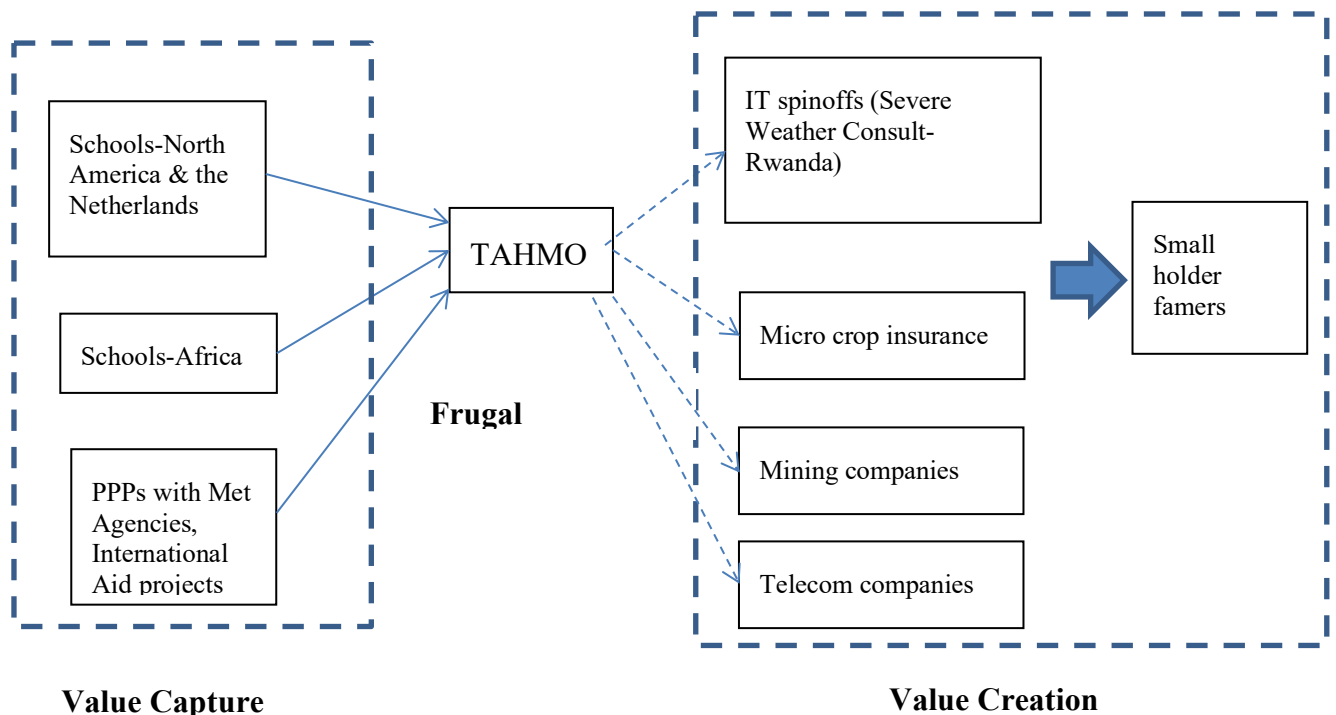 Schools-North
America & the
Netherlands
Schools-Africa
PPPs with Met
Agencies,
International
Aid projects
TAHMO
Frugal
IT spinoffs (Severe
Weather Consult-
Rwanda)
Micro crop insurance
Mining companies
Telecom companies
Small
holder
famers
Value Capture
Value Creation